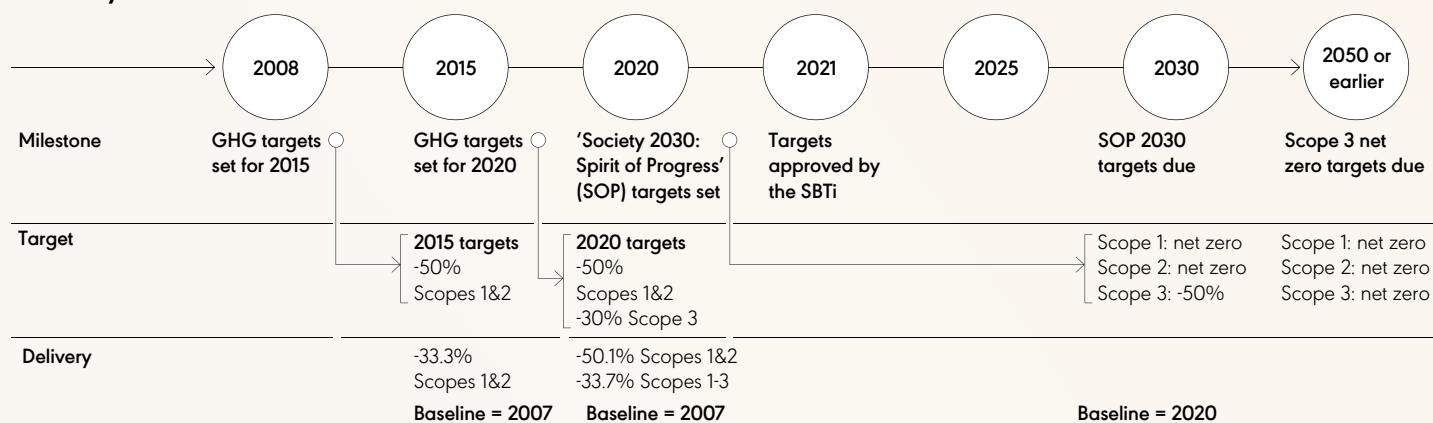 2008
2015
2020
2021
2025
2030
2050 or
earlier
Milestone
GHG targets
set for 2015
GHG targets
set for 2020
‘Society 2030:
Spirit of Progress’
(SOP) targets set
Targets
approved by
the SBTi
SOP 2030
targets due
Scope 3 net
zero targets due
Target
2015 targets
-50%
Scopes 1&2
2020 targets
-50%
Scopes 1&2
-30% Scope 3
Scope 1: net zero
Scope 2: net zero
Scope 3: -50%
Scope 1: net zero
Scope 2: net zero
Scope 3: net zero
Delivery
-33.3%
Scopes 1&2
-50.1% Scopes 1&2
-33.7% Scopes 1-3
Baseline = 2007
Baseline = 2007
Baseline = 2020